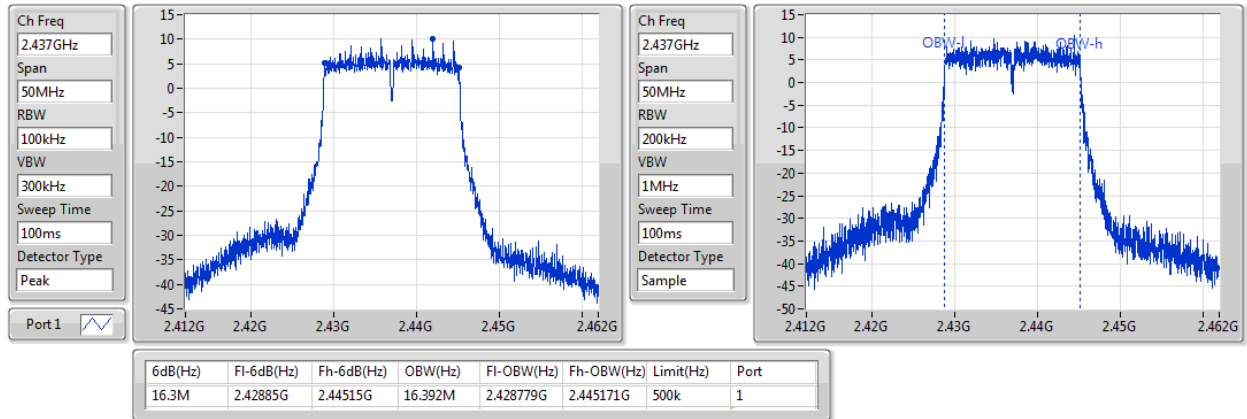 Ch Freq
2.437GHz
Span
50MHz
RBW
100kHz
VBW
300kHz
Sweep Time
100ms
Detector Type
Peak
Port 1
15
10
5
0
-5
-10
-15
-20
-25
-30
-35
-40
-45
2.412G 2.42G 2.43G 2.44G 2.45G 2.462G
Ch Freq
2.437GHz
Span
50MHz
RBW
200kHz
VBW
1MHz
Sweep Time
100ms
Detector Type
Sample
15
10
5
0
-5
-10
-15
-20
-25
-30
-35
-40
-45
-50
OBW-l OBW-h
2.412G 2.42G 2.43G 2.44G 2.45G 2.462G
6dB(Hz) Fl-6dB(Hz) Fh-6dB(Hz) OBW(Hz) Fl-OBW(Hz) Fh-OBW(Hz) Limit(Hz) Port
16.3M 2.42885G 2.44515G 16.392M 2.428779G 2.445171G 500k 1